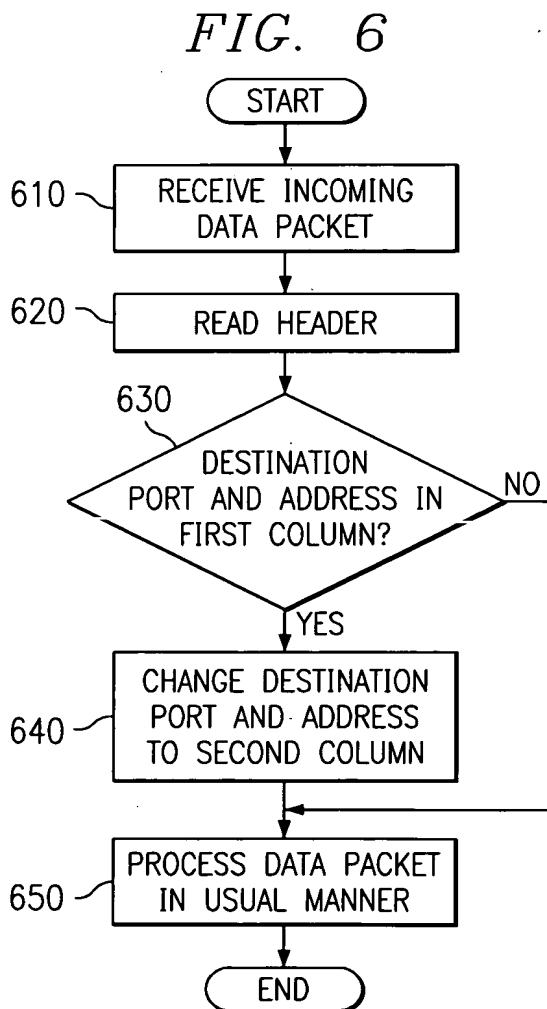 FIG. 6
START
610
RECEIVE INCOMING
DATA PACKET
620
READ HEADER
630
DESTINATION
PORT AND ADDRESS IN
FIRST COLUMN?
NO
YES
640
CHANGE DESTINATION
PORT AND ADDRESS
TO SECOND COLUMN
650
PROCESS DATA PACKET
IN USUAL MANNER
END